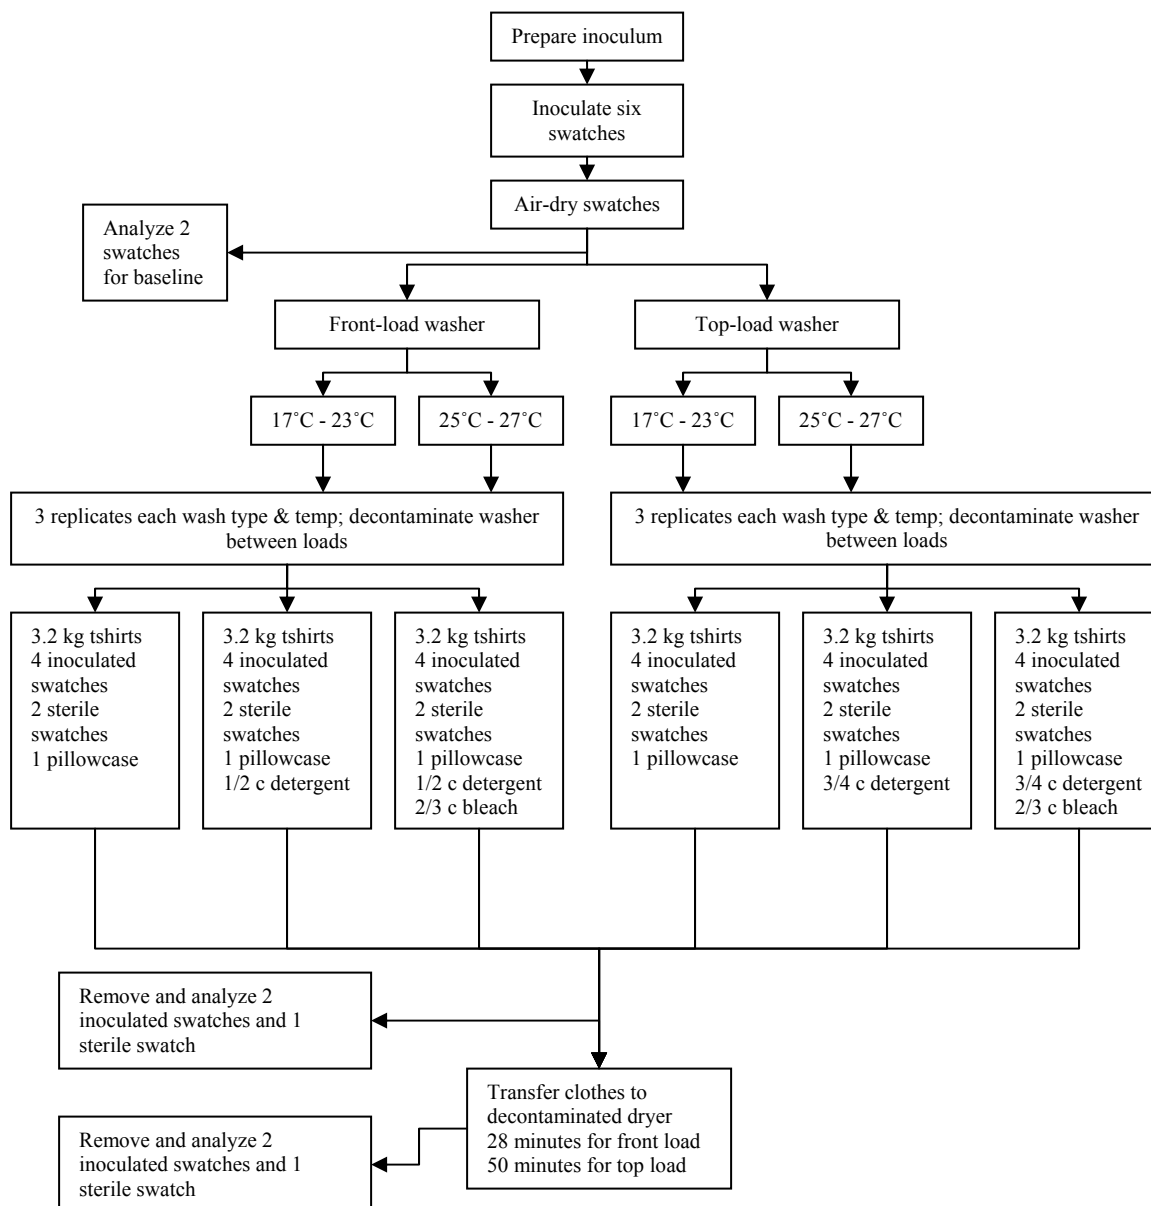 Prepare inoculum
Inoculate six
swatches
Air-dry swatches
Analyze 2
swatches
for baseline
Front-load washer
Top-load washer
17˚C - 23˚C
25˚C - 27˚C
17˚C - 23˚C
25˚C - 27˚C
3 replicates each wash type & temp; decontaminate washer
between loads
3 replicates each wash type & temp; decontaminate washer
between loads
3.2 kg tshirts
4 inoculated
swatches
2 sterile
swatches
1 pillowcase
3.2 kg tshirts
4 inoculated
swatches
2 sterile
swatches
1 pillowcase
1/2 c detergent
3.2 kg tshirts
4 inoculated
swatches
2 sterile
swatches
1 pillowcase
1/2 c detergent
2/3 c bleach
3.2 kg tshirts
4 inoculated
swatches
2 sterile
swatches
1 pillowcase
3.2 kg tshirts
4 inoculated
swatches
2 sterile
swatches
1 pillowcase
3/4 c detergent
3.2 kg tshirts
4 inoculated
swatches
2 sterile
swatches
1 pillowcase
3/4 c detergent
2/3 c bleach
Remove and analyze 2
inoculated swatches and 1
sterile swatch
Transfer clothes to
decontaminated dryer
28 minutes for front load
50 minutes for top load
Remove and analyze 2
inoculated swatches and 1
sterile swatch